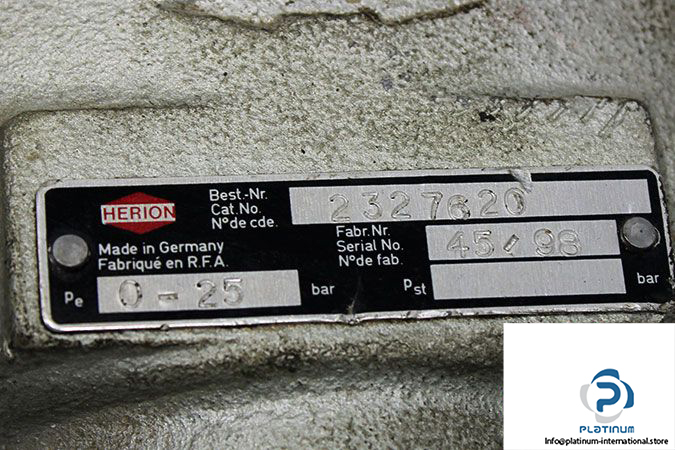 HERION
Best.-Nr.
Cat.No.
N° de cde.
2327620
Made in Germany
Fabriqué en R.F.A.
Fabr.Nr.
Serial No.
N° de fab.
45/98
Pe 0-25 bar
Pst bar
PLATINUM
Info@platinum-international.store